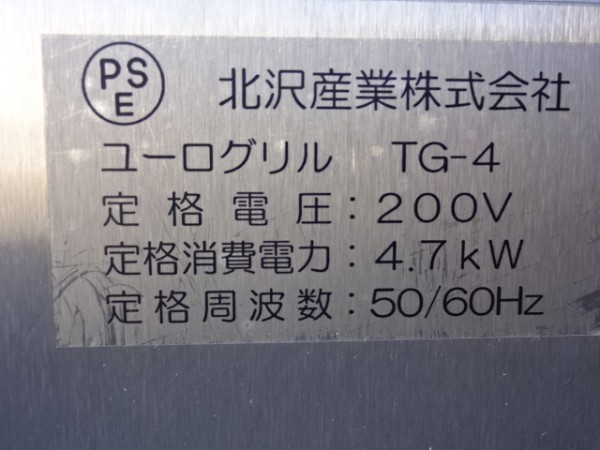 PSE 北沢産業株式会社
ユーログリル TG-4
定格電圧：200V
定格消費電力：4.7kW
定格周波数：50/60Hz